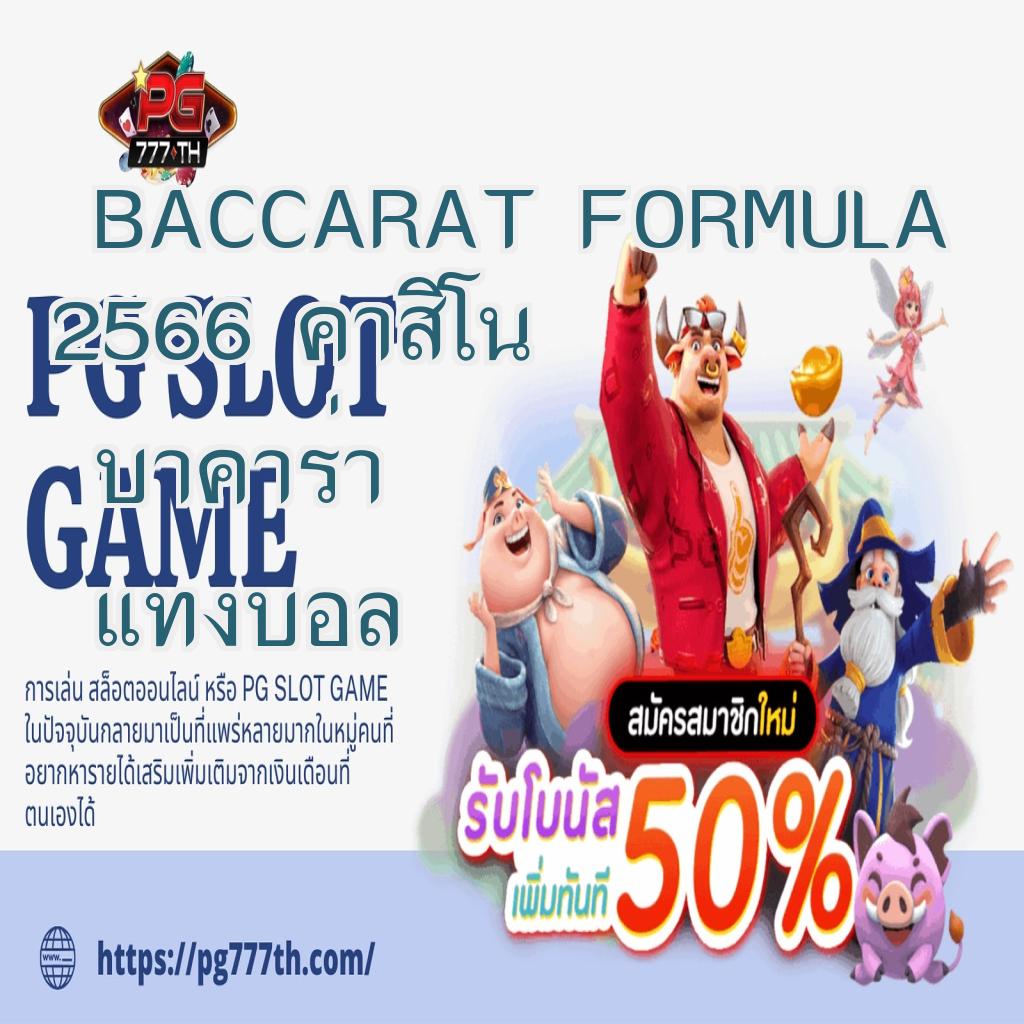 PG
777 TH
BACCARAT FORMULA
2566 คาสิโน
PG SLOT
บาคาร่า
GAME
แทงบอล
การเล่น สล็อตออนไลน์ หรือ PG SLOT GAME
ในปัจจุบันกลายมาเป็นที่แพร่หลายมากในหมู่คนที่
อยากหารายได้เสริมเพิ่มเติมจากเงินเดือนที่
ตนเองได้
สมัครสมาชิกใหม่
รับโบนัส
เพิ่มทันที
50%
https://pg777th.com/